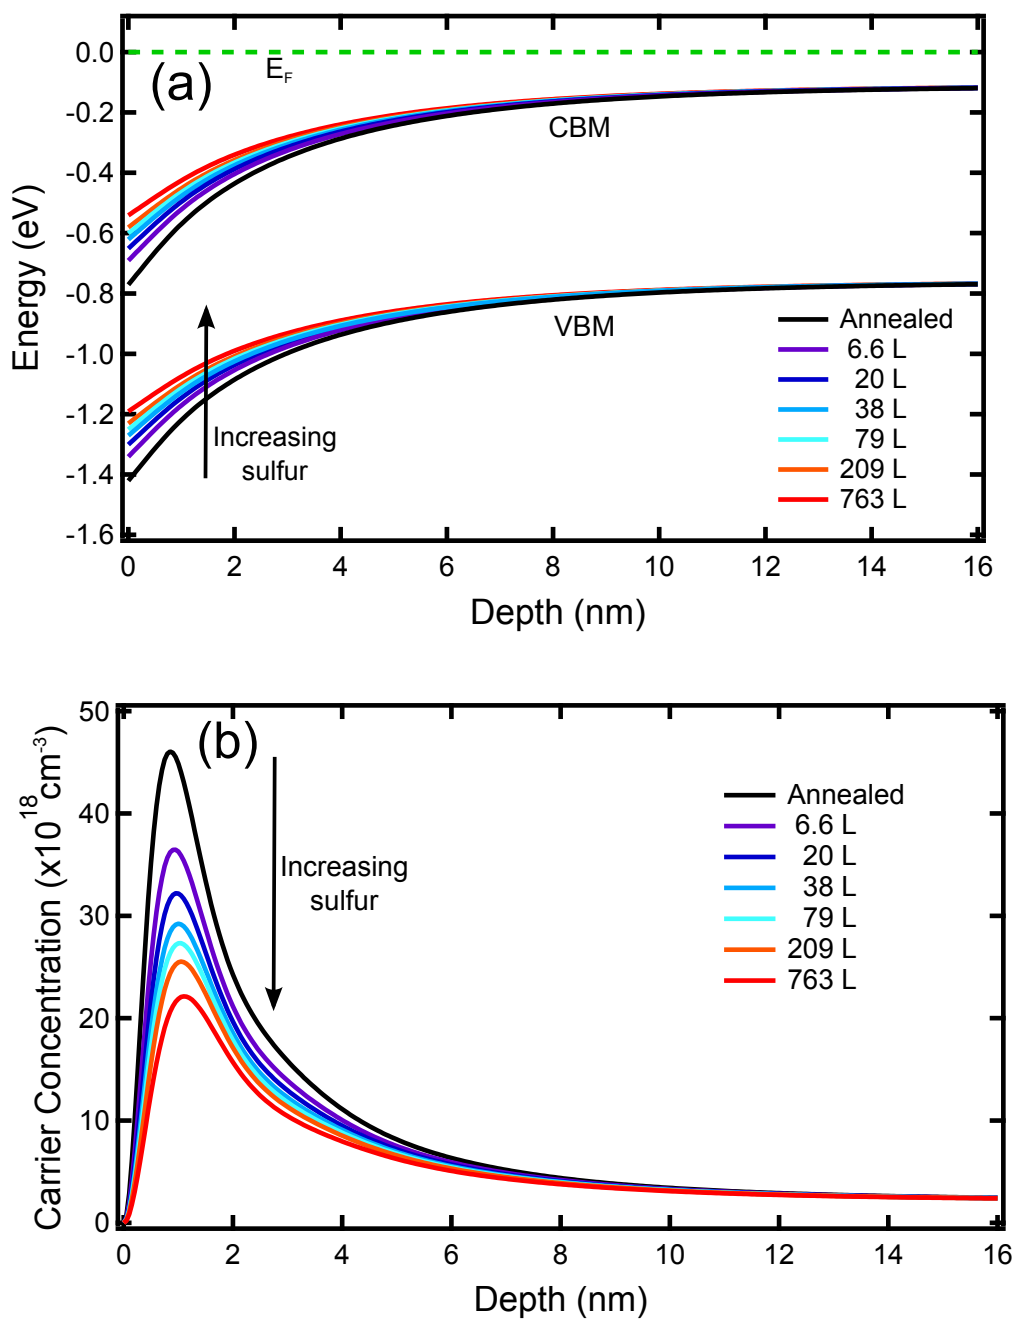 (a)
0.0
-0.2
-0.4
-0.6
-0.8
-1.0
-1.2
-1.4
-1.6
Energy (eV)
E_F
CBM
VBM
Increasing
sulfur
Annealed
6.6 L
20 L
38 L
79 L
209 L
763 L
0 2 4 6 8 10 12 14 16
Depth (nm)
(b)
50
40
30
20
10
0
Carrier Concentration (x10^18 cm^-3)
Increasing
sulfur
Annealed
6.6 L
20 L
38 L
79 L
209 L
763 L
0 2 4 6 8 10 12 14 16
Depth (nm)